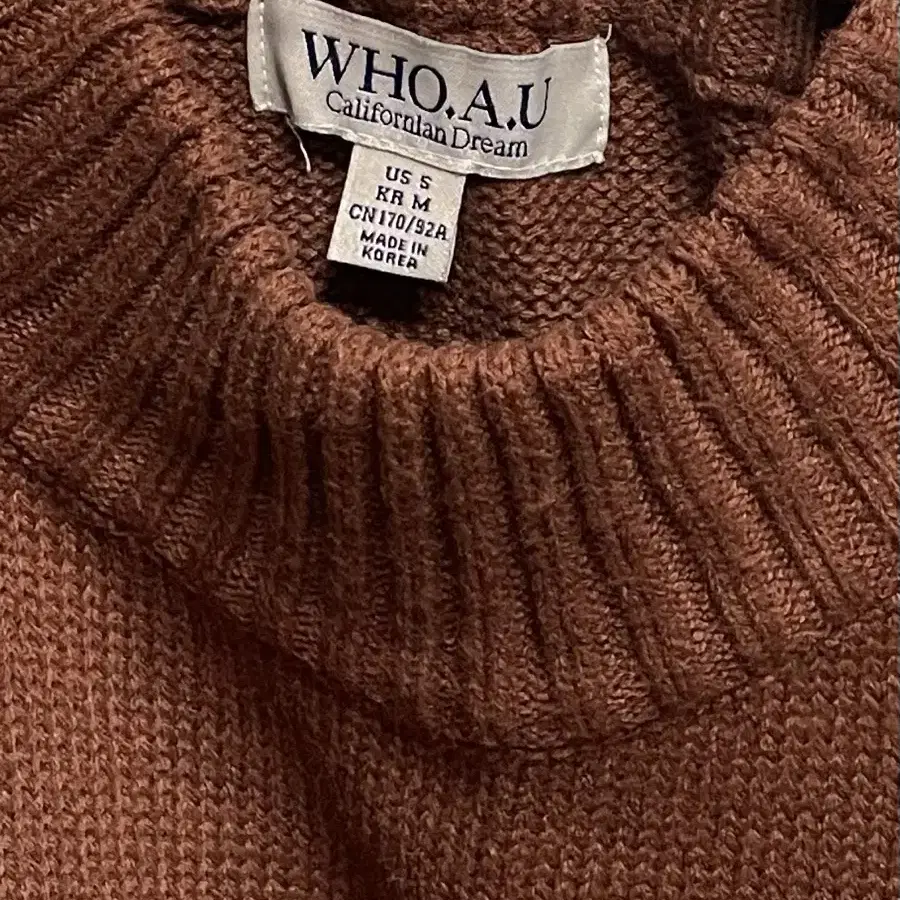 WHO.A.U
Californian Dream
US S
KR M
CN170/92A
MADE IN
KOREA